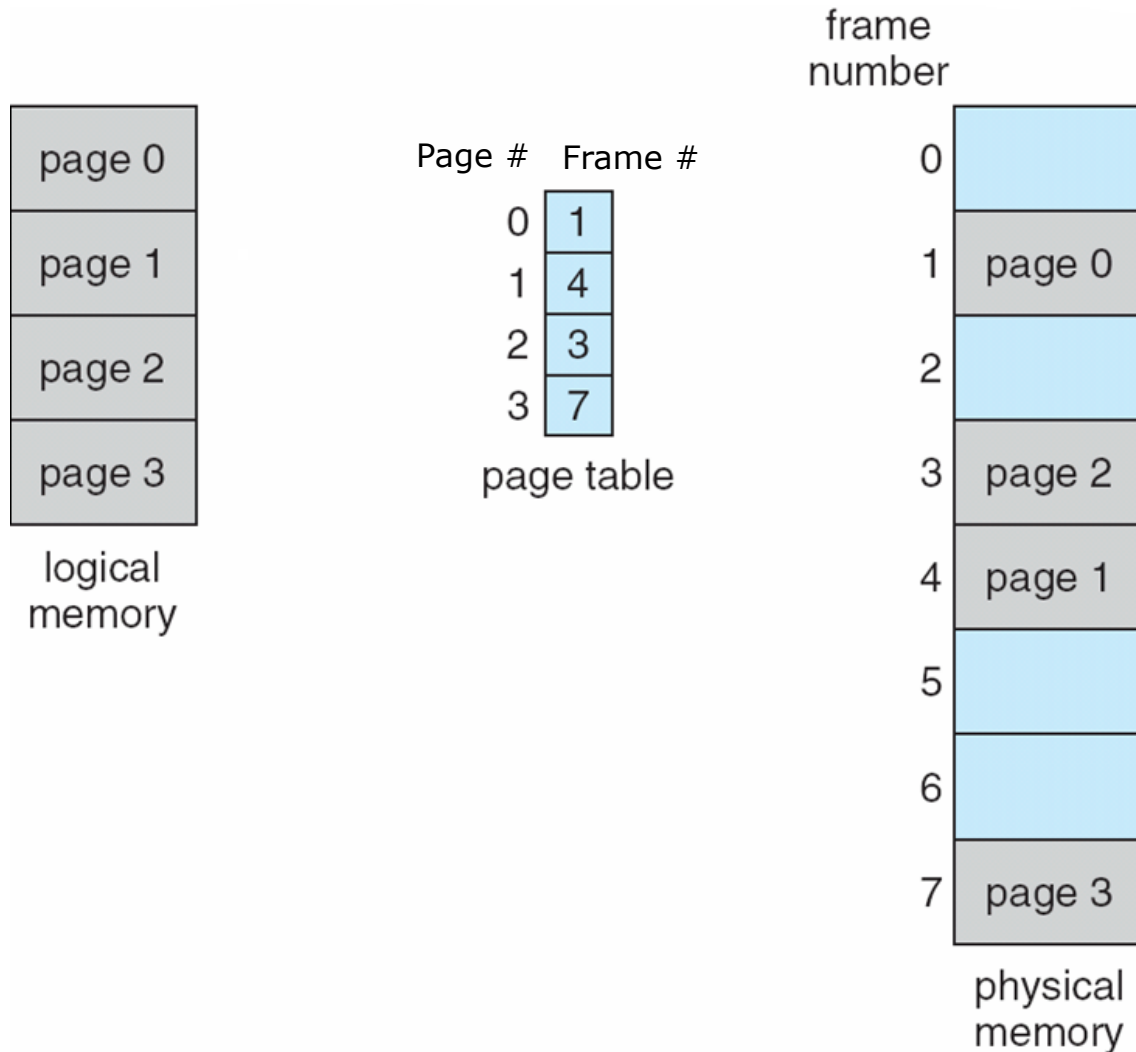 frame
number
page 0
page 1
page 2
page 3
logical
memory
Page # Frame #
0 1
1 4
2 3
3 7
page table
0
1 page 0
2
3 page 2
4 page 1
5
6
7 page 3
physical
memory